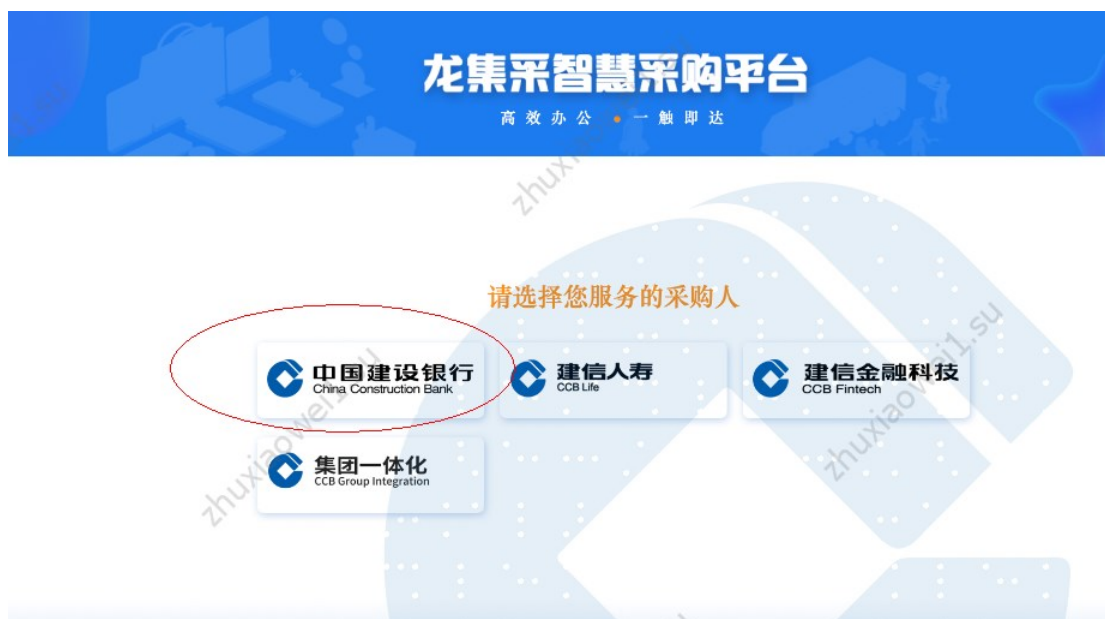 龙集采智慧采购平台
高效办公 • 一触即达
请选择您服务的采购人
中国建设银行
China Construction Bank
建信人寿
CCB Life
建信金融科技
CCB Fintech
集团一体化
CCB Group Integration
zhuxiaowei1.su